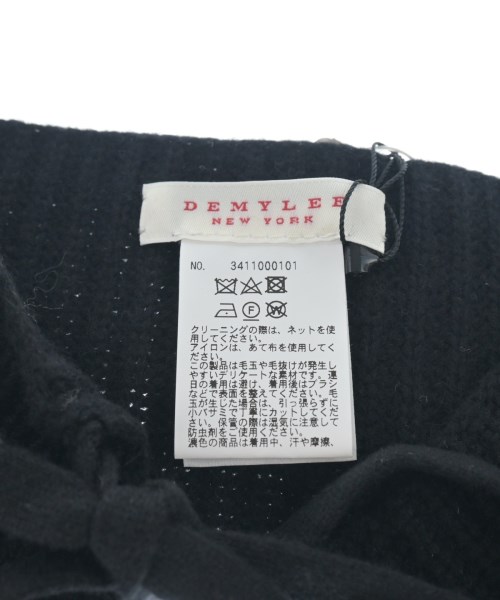 DEMYLEE
NEW YORK
NO. 3411000101
クリーニングの際は、ネットを使
用してください。
アイロンは、あて布を使用してく
ださい。
この製品は毛玉や毛抜けが発生し
やすいデリケートな素材です。連
日の着用は避け、着用後はブラシ
などで表面を整えてください。毛
玉が生じた場合は、引っ張らずに
小バサミで丁寧にカットしてくだ
さい。保管の際は湿気に注意して
防虫剤をご使用ください。
濃色の商品は着用中、汗や摩擦、